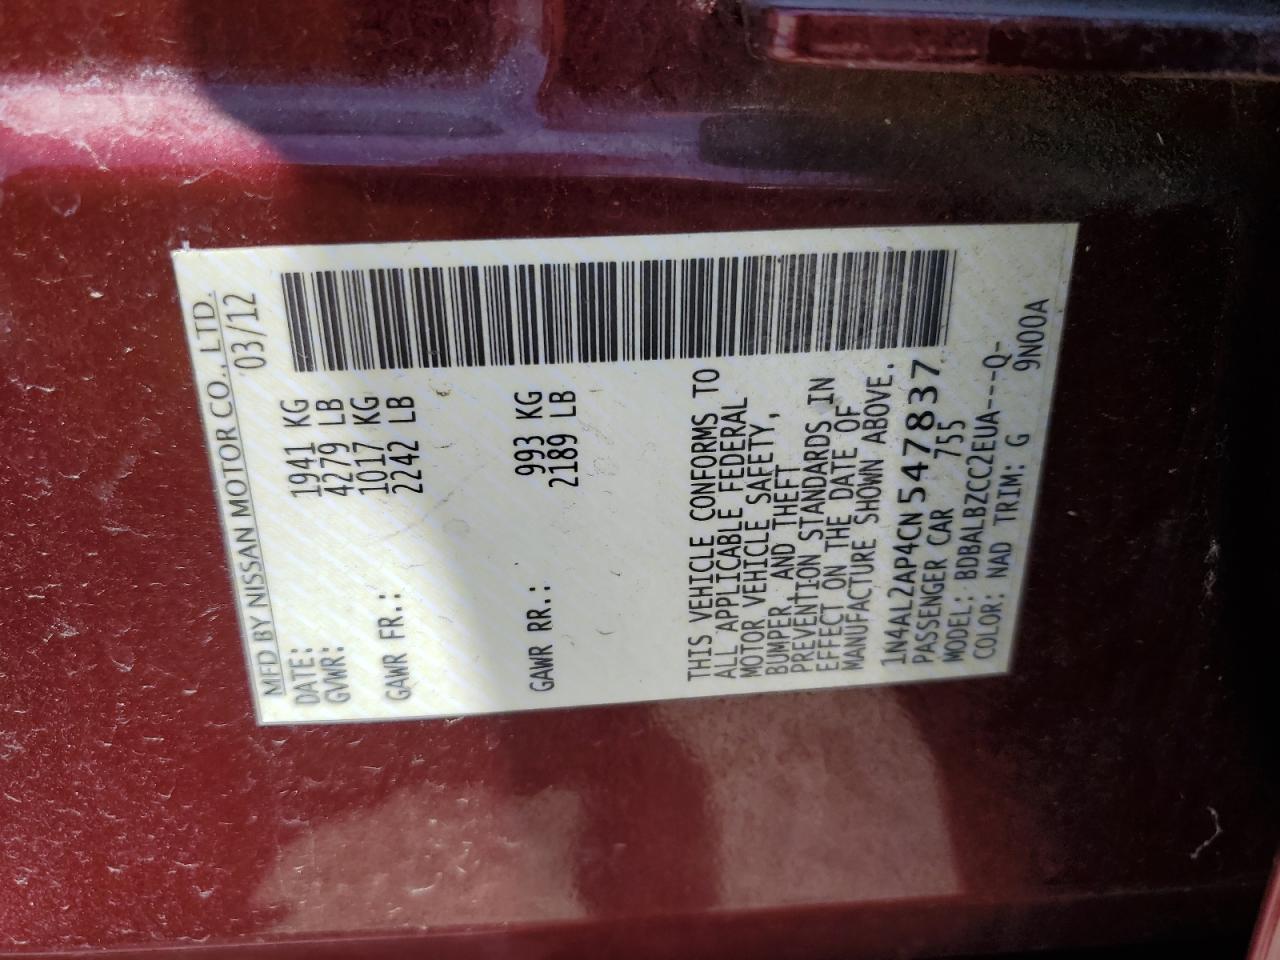 MFD BY NISSAN MOTOR CO., LTD.
DATE: 03/12
GVWR: 1941 KG
4279 LB
GAWR FR.: 1017 KG
2242 LB
GAWR RR.: 993 KG
2189 LB
THIS VEHICLE CONFORMS TO
ALL APPLICABLE FEDERAL
MOTOR VEHICLE SAFETY,
BUMPER, AND THEFT
PREVENTION STANDARDS IN
EFFECT ON THE DATE OF
MANUFACTURE SHOWN ABOVE.
1N4AL2AP4CN547837
PASSENGER CAR 755
MODEL: BDBALBZCC2EUA----Q-
COLOR: NAD TRIM: G 9N00A